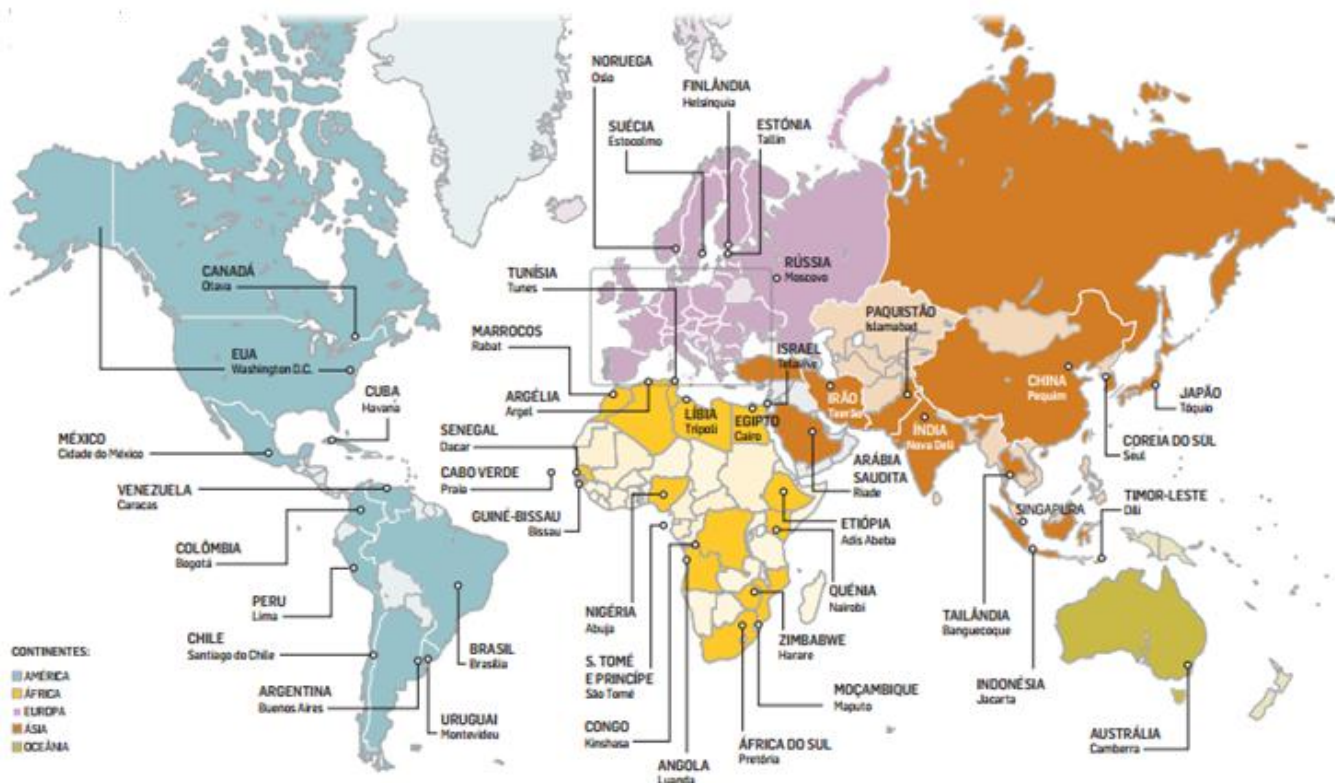 NORUEGA
Oslo
FINLÂNDIA
Helsínquia
SUÉCIA
Estocolmo
ESTÓNIA
Tallin
CANADÁ
Otava
TUNÍSIA
Tunes
RÚSSIA
Moscovo
PAQUISTÃO
Islamabad
MARROCOS
Rabat
ISRAEL
Telavive
EUA
Washington D.C.
CUBA
Havana
ARGÉLIA
Argel
LÍBIA
Tripoli
EGIPTO
Cairo
IRÃO
Teerão
CHINA
Pequim
JAPÃO
Tóquio
ÍNDIA
Nova Deli
MÉXICO
Cidade do México
SENEGAL
Dacar
COREIA DO SUL
Seul
CABO VERDE
Praia
ARÁBIA
SAUDITA
Riade
VENEZUELA
Caracas
GUINÉ-BISSAU
Bissau
TIMOR-LESTE
Díli
SINGAPURA
ETIÓPIA
Adis Abeba
COLÔMBIA
Bogotá
QUÉNIA
Nairobi
PERU
Lima
NIGÉRIA
Abuja
TAILÂNDIA
Banguecoque
CHILE
Santiago do Chile
BRASIL
Brasília
ZIMBABWE
Harare
S. TOMÉ
E PRINCÍPE
São Tomé
CONTINENTES:
AMÉRICA
ÁFRICA
EUROPA
ÁSIA
OCEÂNIA
ARGENTINA
Buenos Aires
MOÇAMBIQUE
Maputo
INDONÉSIA
Jacarta
URUGUAI
Montevideu
CONGO
Kinshasa
ÁFRICA DO SUL
Pretória
AUSTRÁLIA
Camberra
ANGOLA
Luanda